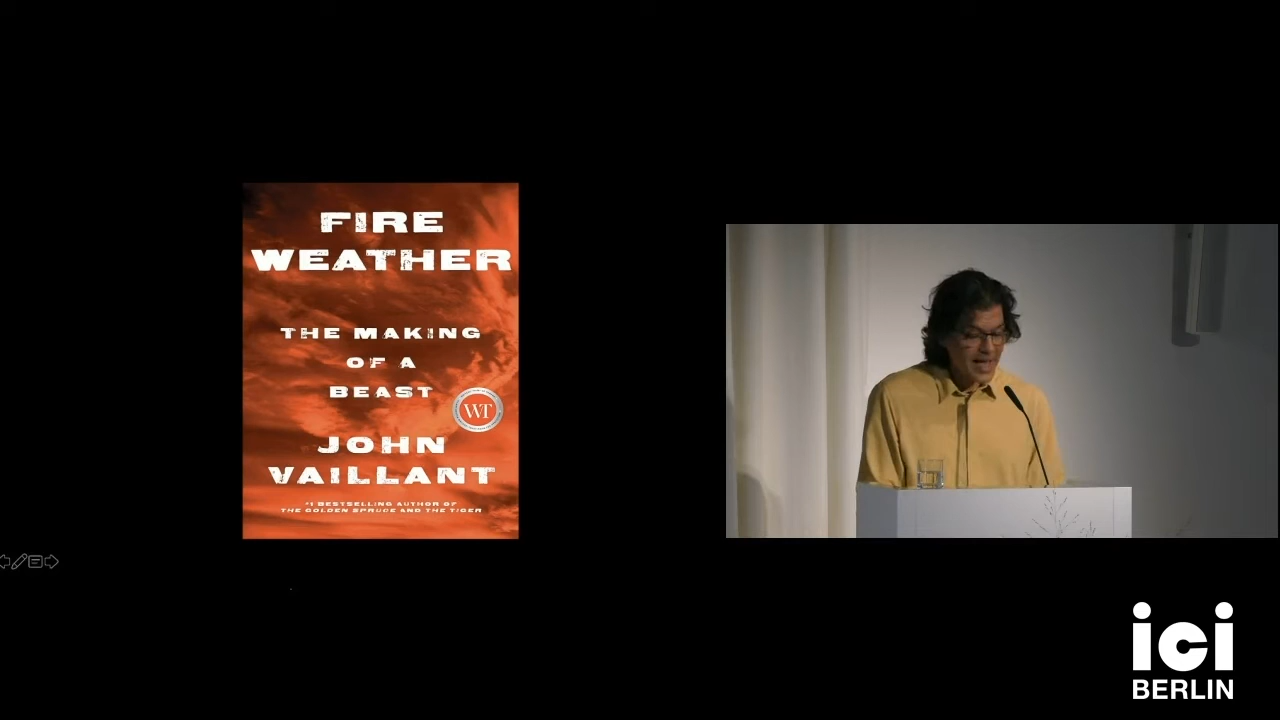 FIRE
WEATHER
THE MAKING
OF A
BEAST
WT
JOHN
VAILLANT
#1 BESTSELLING AUTHOR OF
THE GOLDEN SPRUCE AND THE TIGER
ici
BERLIN